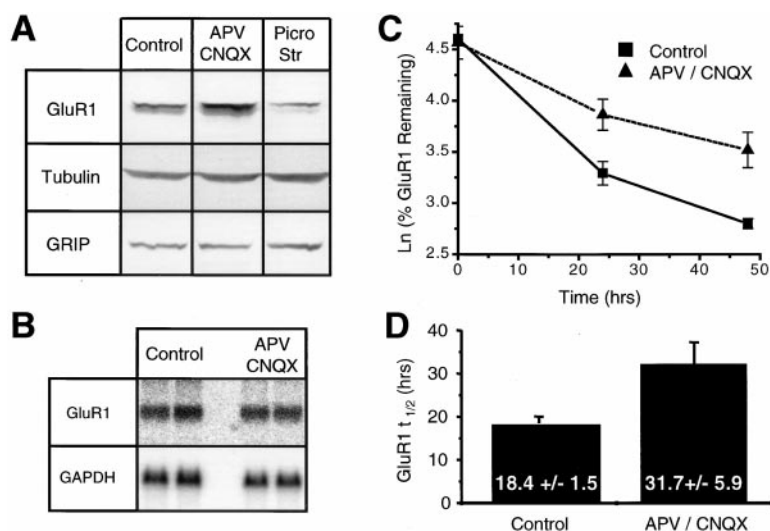 A
Control
APV
CNQX
Picro
Str
GluR1
Tubulin
GRIP
B
Control
APV
CNQX
GluR1
GAPDH
C
Ln (% GluR1 Remaining)
4.5
4.0
3.5
3.0
2.5
0 10 20 30 40 50
Time (hrs)
Control
APV / CNQX
D
GluR1 t 1/2 (hrs)
40
30
20
10
0
18.4 +/- 1.5
31.7+/- 5.9
Control
APV / CNQX